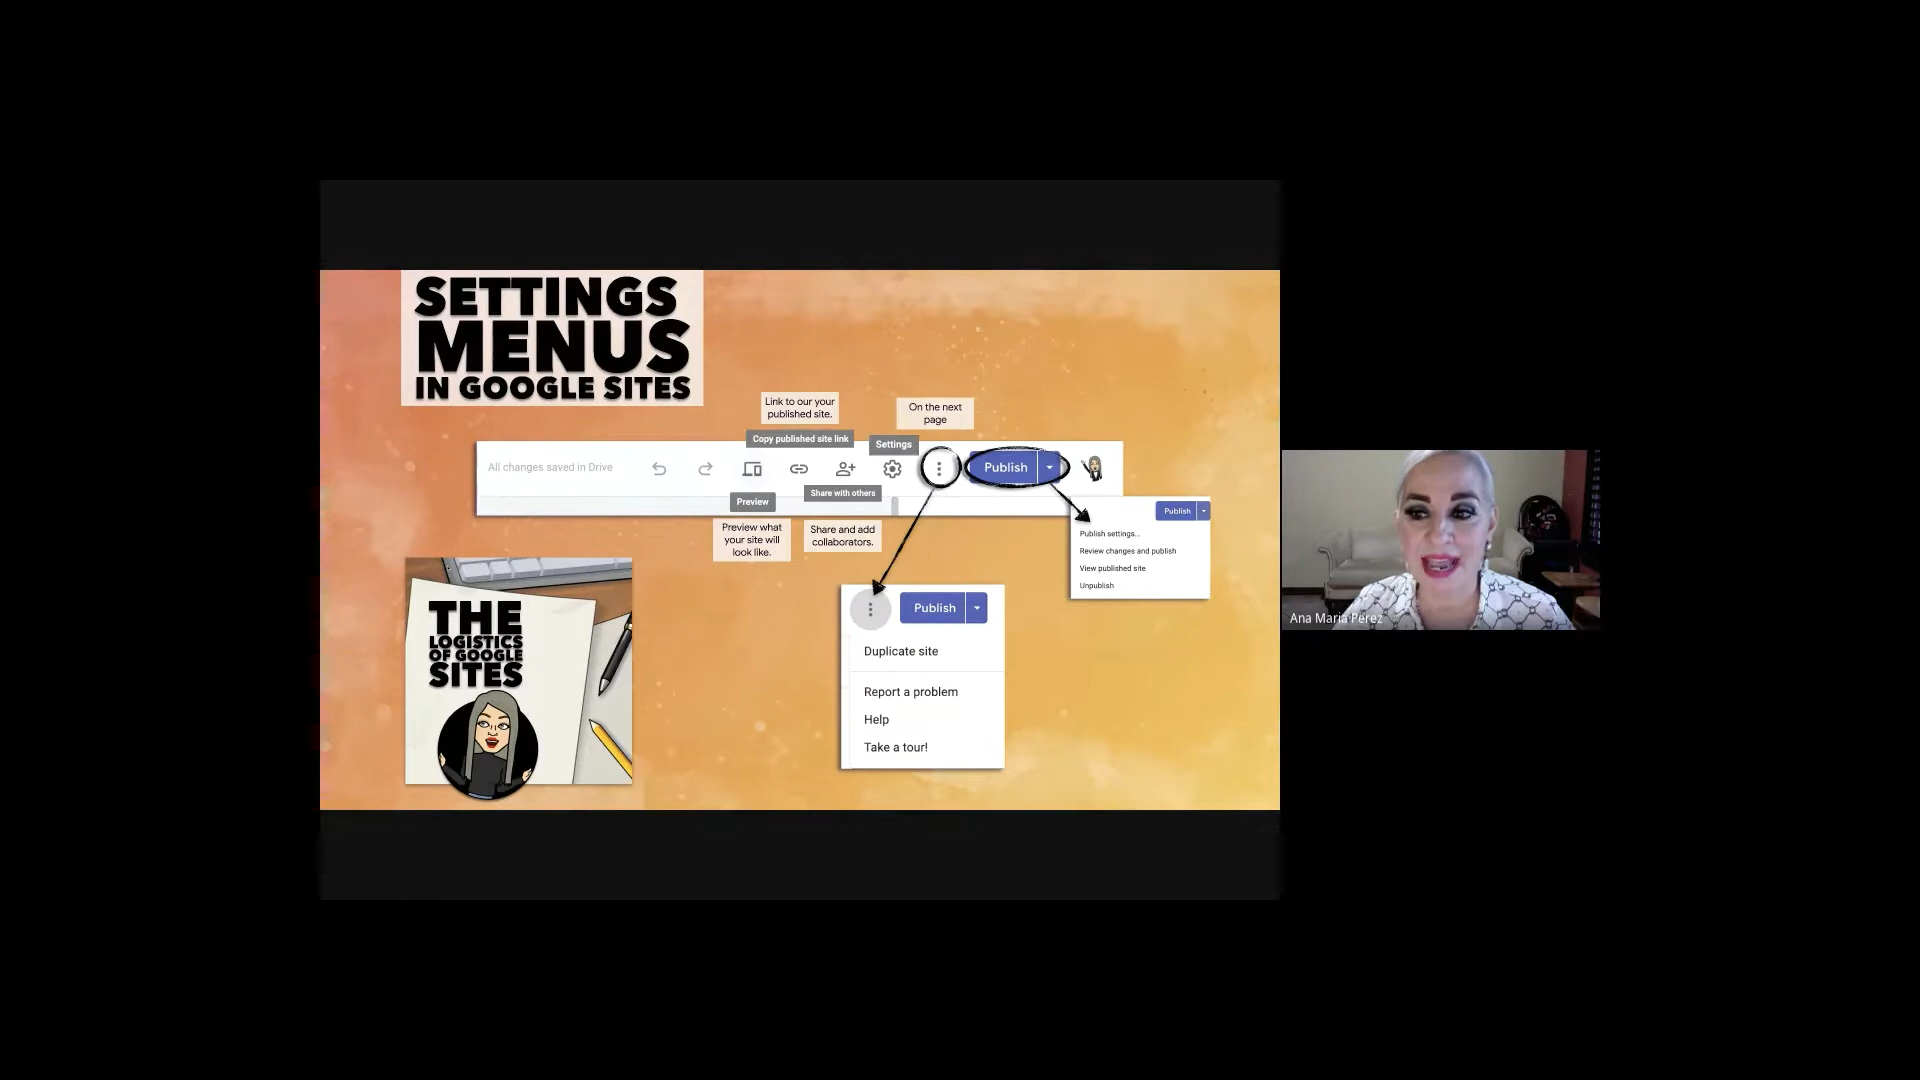 SETTINGS
MENUS
IN GOOGLE SITES
Link to our your
published site.
On the next
page
Copy published site link
Settings
All changes saved in Drive
Publish
Preview
Share with others
Preview what
your site will
look like.
Share and add
collaborators.
Publish
Publish settings...
Review changes and publish
View published site
Unpublish
THE
LOGISTICS
OF GOOGLE
SITES
Publish
Duplicate site
Report a problem
Help
Take a tour!
Ana Maria Perez